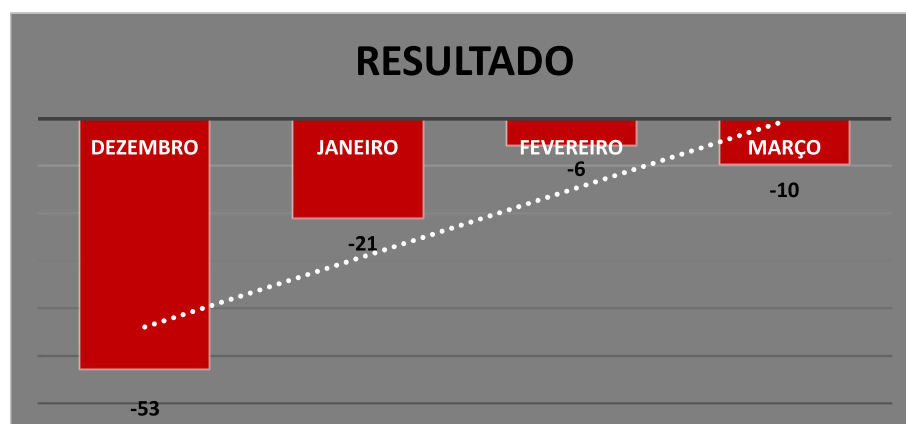 RESULTADO
DEZEMBRO
JANEIRO
FEVEREIRO
MARÇO
-6
-10
-21
-53